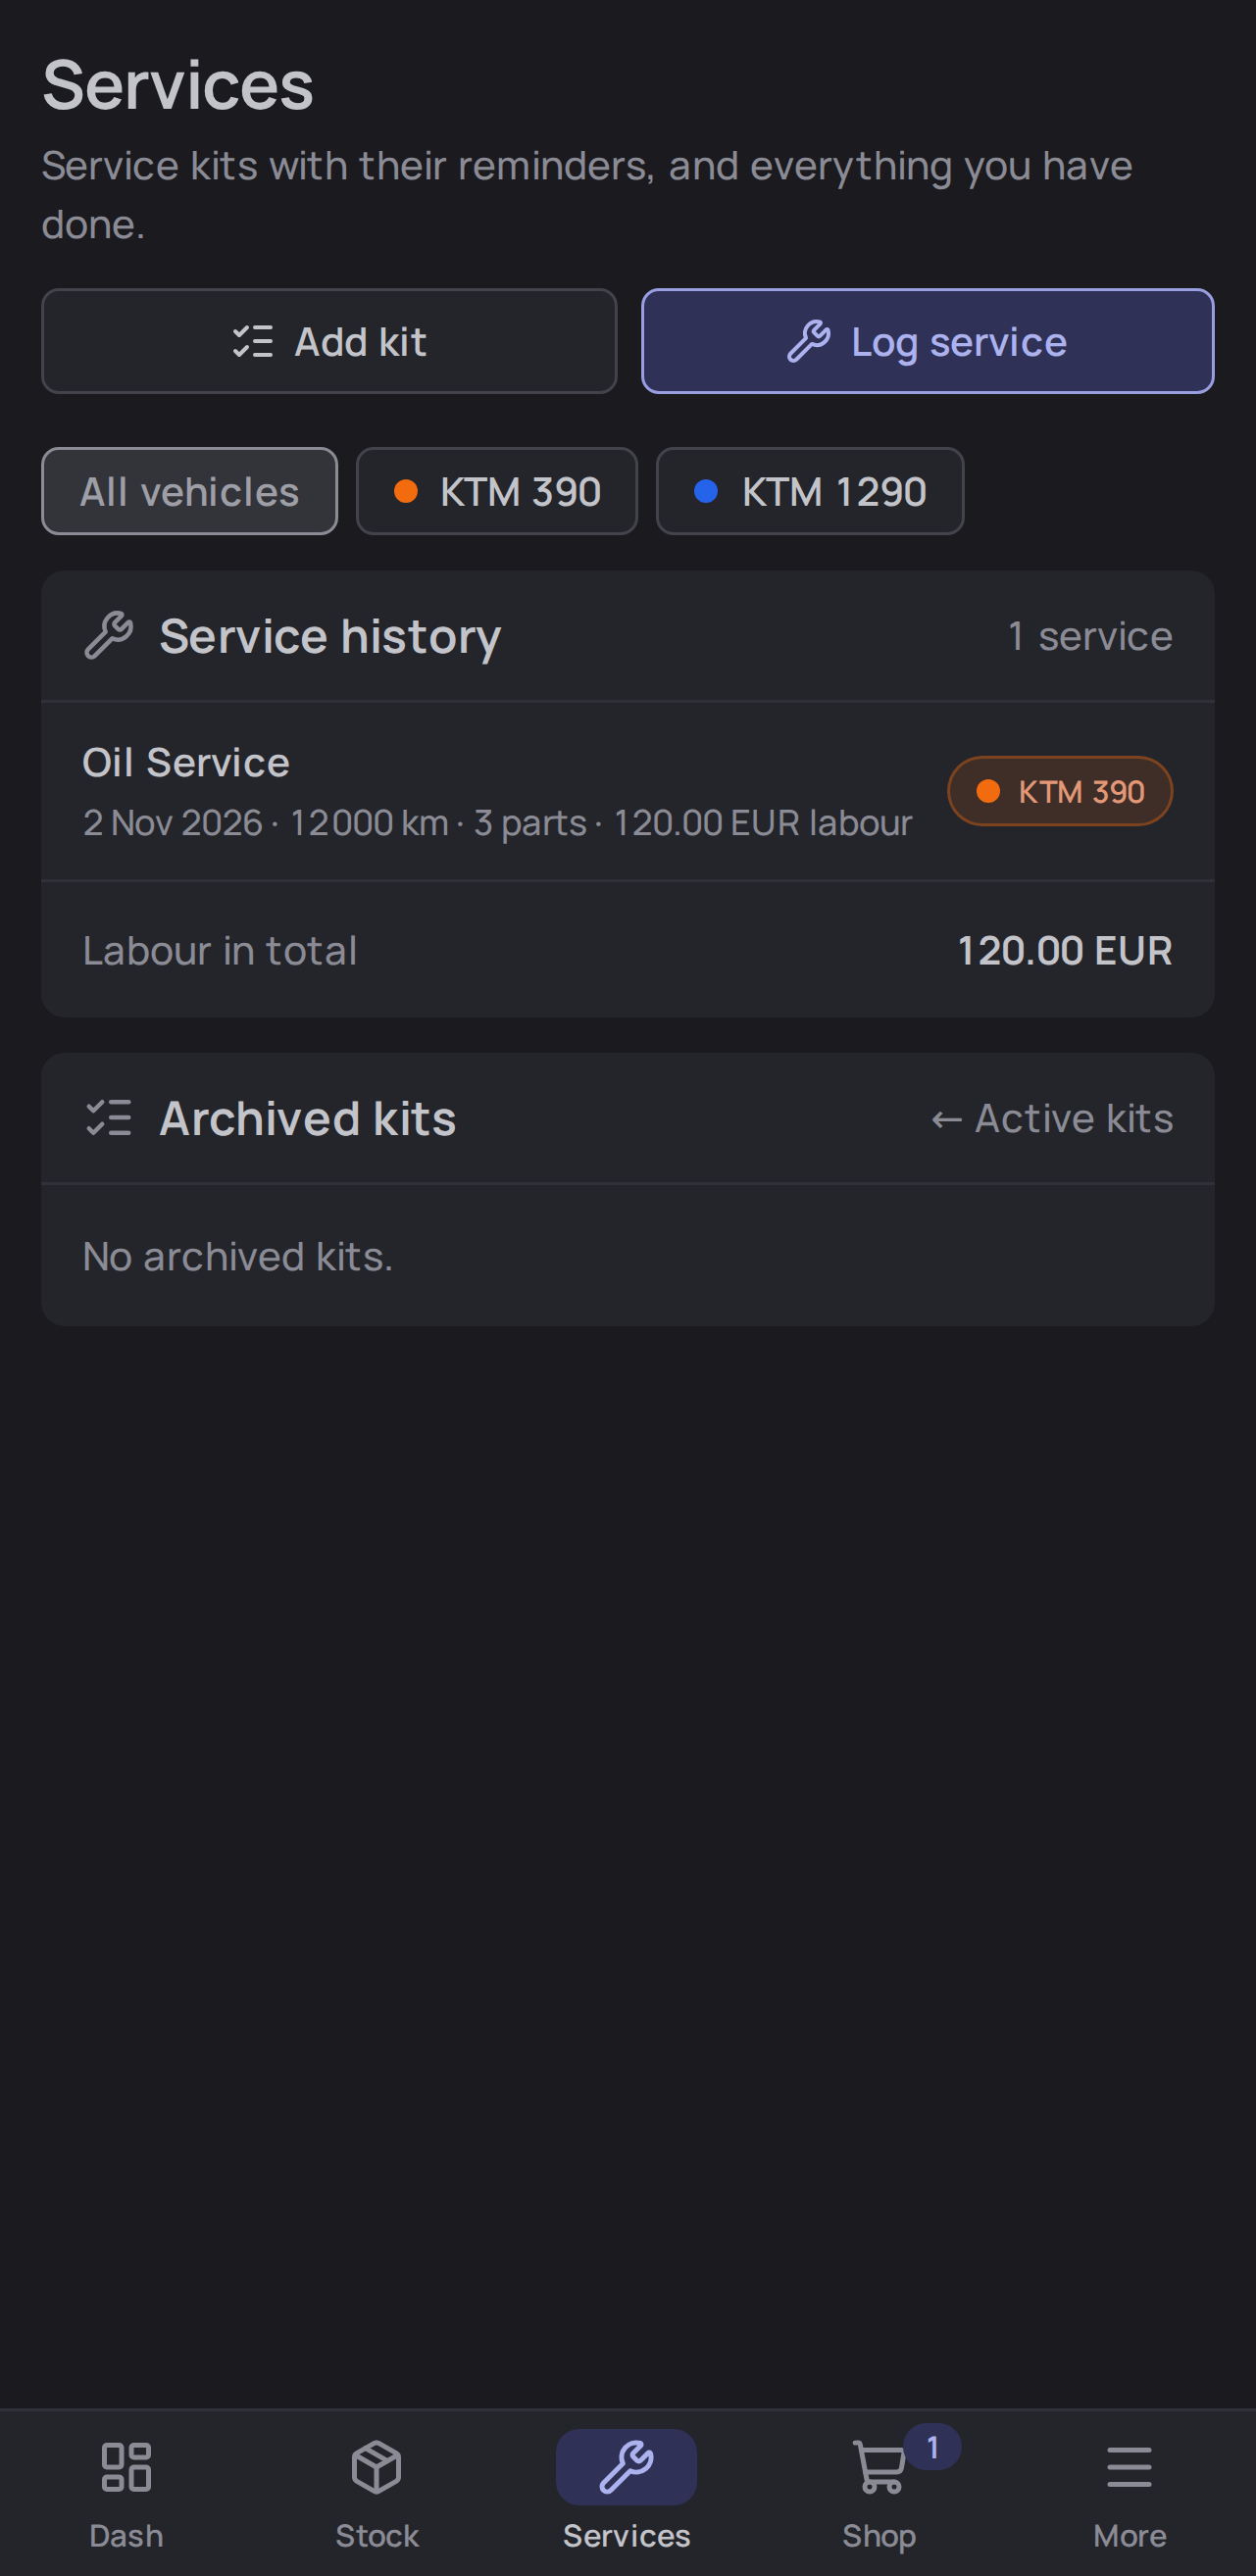 Services
Service kits with their reminders, and everything you have
done.
Add kit
Log service
All vehicles
KTM 390
KTM 1290
Service history
1 service
Oil Service
2 Nov 2026 · 12 000 km · 3 parts · 120.00 EUR labour
KTM 390
Labour in total
120.00 EUR
Archived kits
← Active kits
No archived kits.
1
Dash
Stock
Services
Shop
More